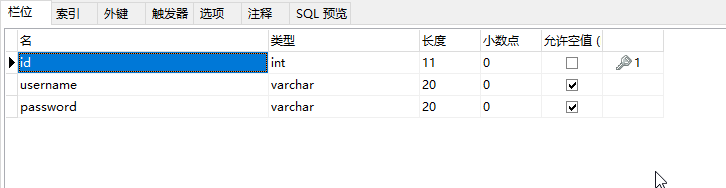 栏位 索引 外键 触发器 选项 注释 SQL 预览
名 类型 长度 小数点 允许空值 (
id int 11 0 1
username varchar 20 0
password varchar 20 0